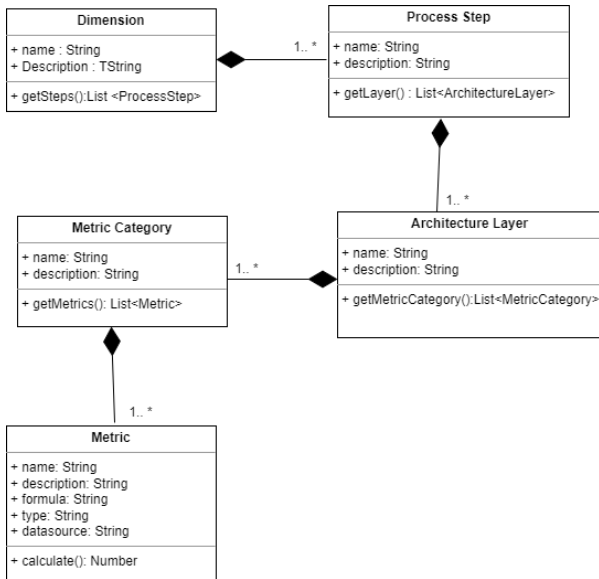 Dimension
+ name : String
+ Description : TString
+ getSteps():List <ProcessStep>
1.. *
Process Step
+ name: String
+ description: String
+ getLayer() : List<ArchitectureLayer>
1.. *
Architecture Layer
+ name: String
+ description: String
+ getMetricCategory():List<MetricCategory>
1.. *
Metric Category
+ name: String
+ description: String
+ getMetrics(): List<Metric>
1.. *
Metric
+ name: String
+ description: String
+ formula: String
+ type: String
+ datasource: String
+ calculate(): Number